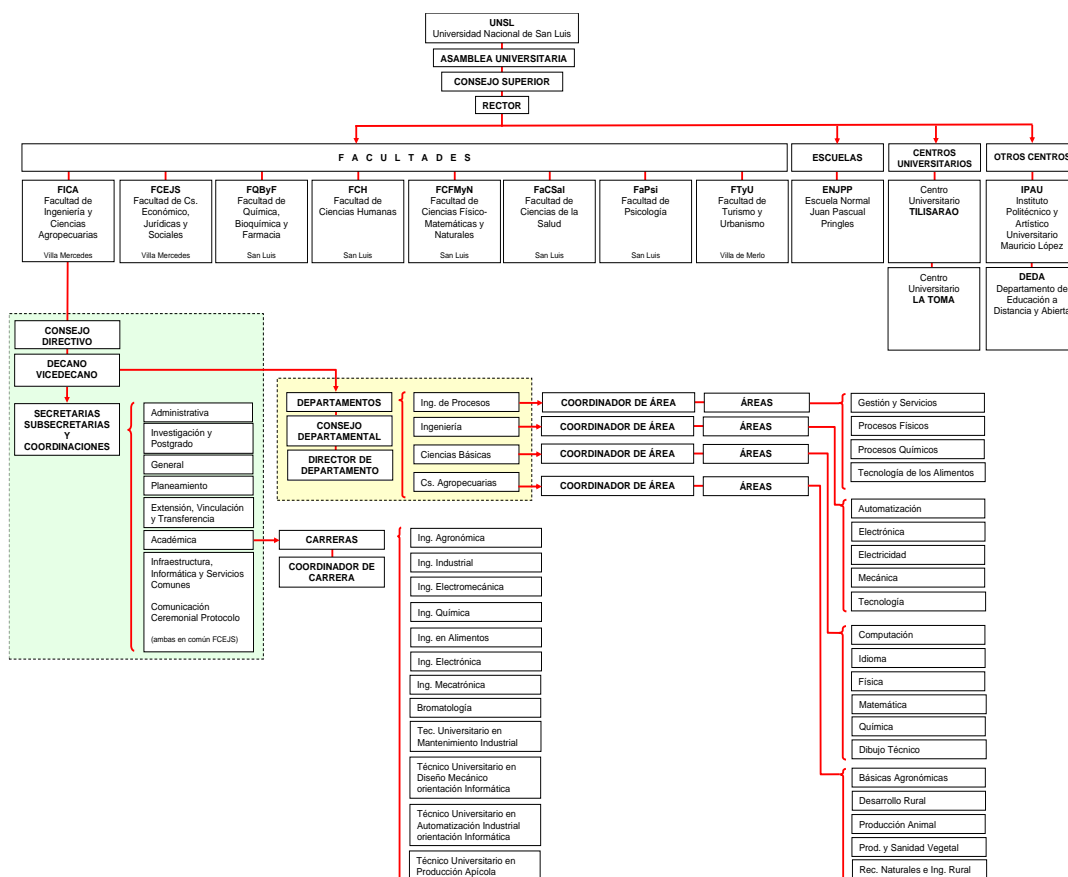 UNSL
Universidad Nacional de San Luis
ASAMBLEA UNIVERSITARIA
CONSEJO SUPERIOR
RECTOR
F A C U L T A D E S
ESCUELAS
CENTROS
UNIVERSITARIOS
OTROS CENTROS
FICA
Facultad de
Ingeniería y
Ciencias
Agropecuarias
Villa Mercedes
FCEJS
Facultad de Cs.
Económico,
Jurídicas y
Sociales
Villa Mercedes
FQByF
Facultad de
Química,
Bioquímica y
Farmacia
San Luis
FCH
Facultad de
Ciencias Humanas
San Luis
FCFMyN
Facultad de
Ciencias Físico-
Matemáticas y
Naturales
San Luis
FaCSal
Facultad de
Ciencias de la
Salud
San Luis
FaPsi
Facultad de
Psicología
San Luis
FTyU
Facultad de
Turismo y
Urbanismo
Villa de Merlo
ENJPP
Escuela Normal
Juan Pascual
Pringles
Centro
Universitario
TILISARAO
IPAU
Instituto
Politécnico y
Artístico
Universitario
Mauricio López
Centro
Universitario
LA TOMA
DEDA
Departamento de
Educación a
Distancia y Abierta
CONSEJO
DIRECTIVO
DECANO
VICEDECANO
SECRETARIAS
SUBSECRETARIAS
Y
COORDINACIONES
Administrativa
Investigación y
Postgrado
General
Planeamiento
Extensión, Vinculación
y Transferencia
Académica
Infraestructura,
Informática y Servicios
Comunes
Comunicación
Ceremonial Protocolo
(ambas en común FCEJS)
DEPARTAMENTOS
CONSEJO
DEPARTAMENTAL
DIRECTOR DE
DEPARTAMENTO
Ing. de Procesos
Ingeniería
Ciencias Básicas
Cs. Agropecuarias
COORDINADOR DE ÁREA
ÁREAS
COORDINADOR DE ÁREA
ÁREAS
COORDINADOR DE ÁREA
ÁREAS
COORDINADOR DE ÁREA
ÁREAS
Gestión y Servicios
Procesos Físicos
Procesos Químicos
Tecnología de los Alimentos
Automatización
Electrónica
Electricidad
Mecánica
Tecnología
Computación
Idioma
Física
Matemática
Química
Dibujo Técnico
Básicas Agronómicas
Desarrollo Rural
Producción Animal
Prod. y Sanidad Vegetal
Rec. Naturales e Ing. Rural
CARRERAS
COORDINADOR DE
CARRERA
Ing. Agronómica
Ing. Industrial
Ing. Electromecánica
Ing. Química
Ing. en Alimentos
Ing. Electrónica
Ing. Mecatrónica
Bromatología
Tec. Universitario en
Mantenimiento Industrial
Técnico Universitario en
Diseño Mecánico
orientación Informática
Técnico Universitario en
Automatización Industrial
orientación Informática
Técnico Universitario en
Producción Apícola